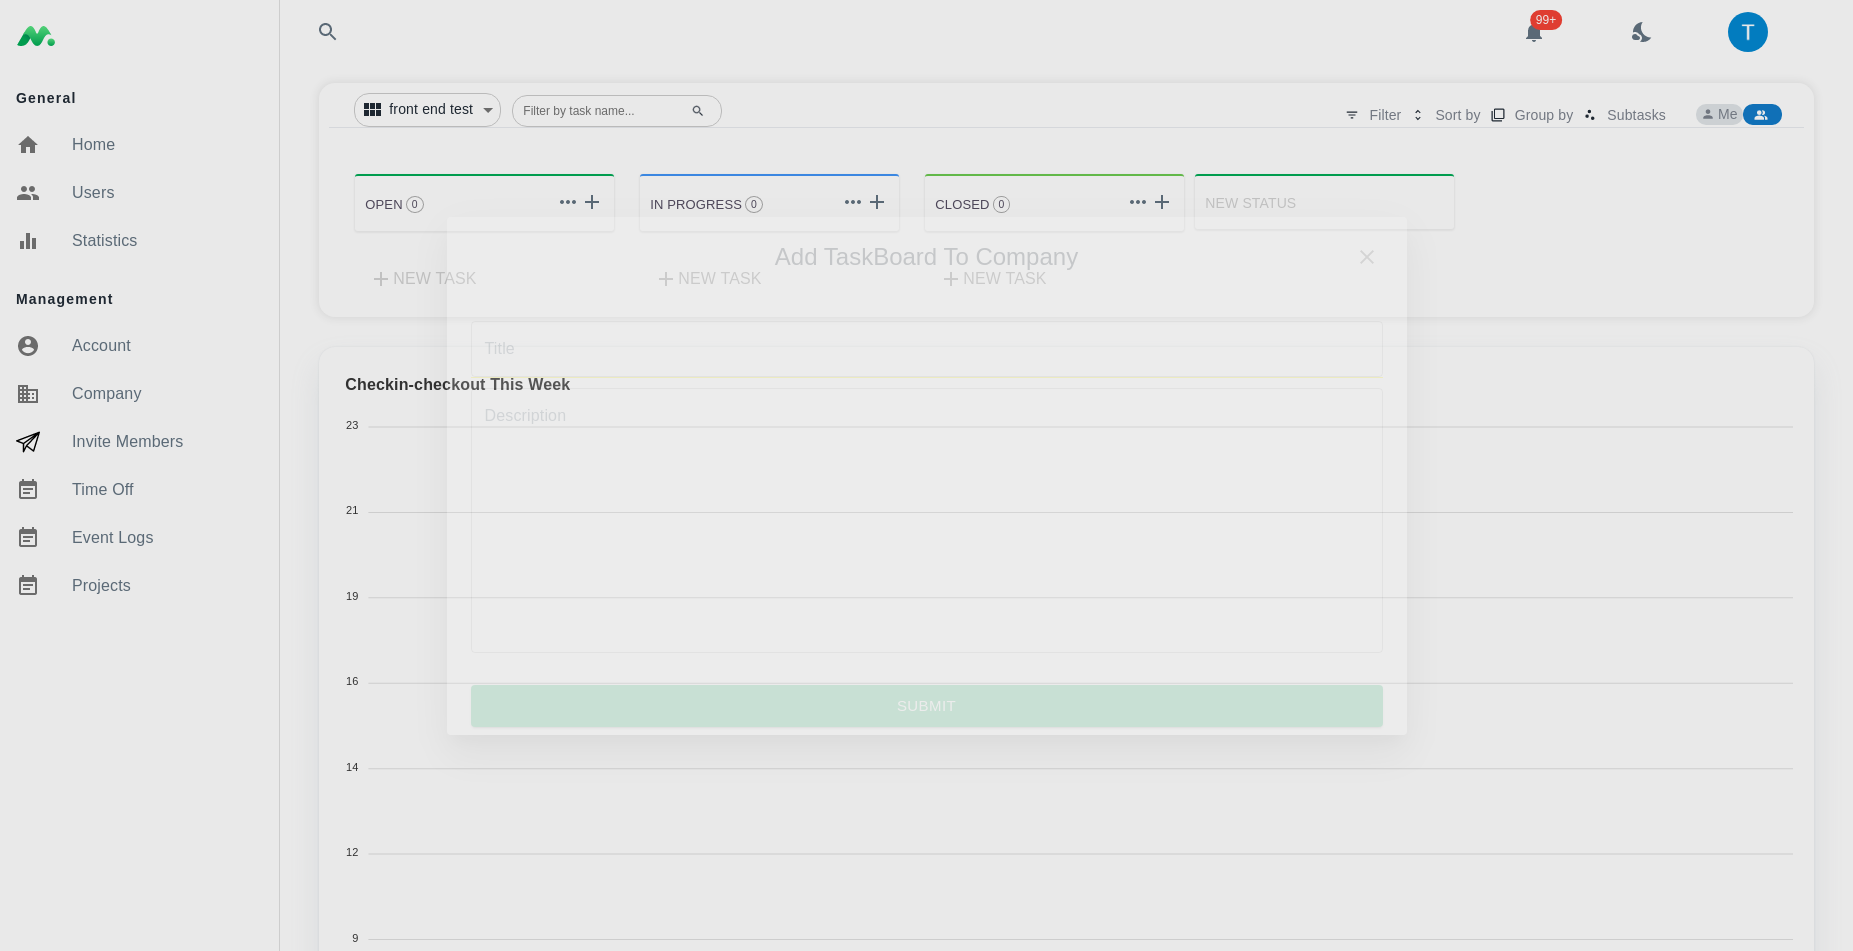 99+
T
General
Home
Users
Statistics
Management
Account
Company
Invite Members
Time Off
Event Logs
Projects
front end test
Filter by task name...
Filter
Sort by
Group by
Subtasks
Me
OPEN 0
IN PROGRESS 0
CLOSED 0
NEW STATUS
Add TaskBoard To Company
NEW TASK
NEW TASK
NEW TASK
Title
Checkin-checkout This Week
Description
23
21
19
16
SUBMIT
14
12
9